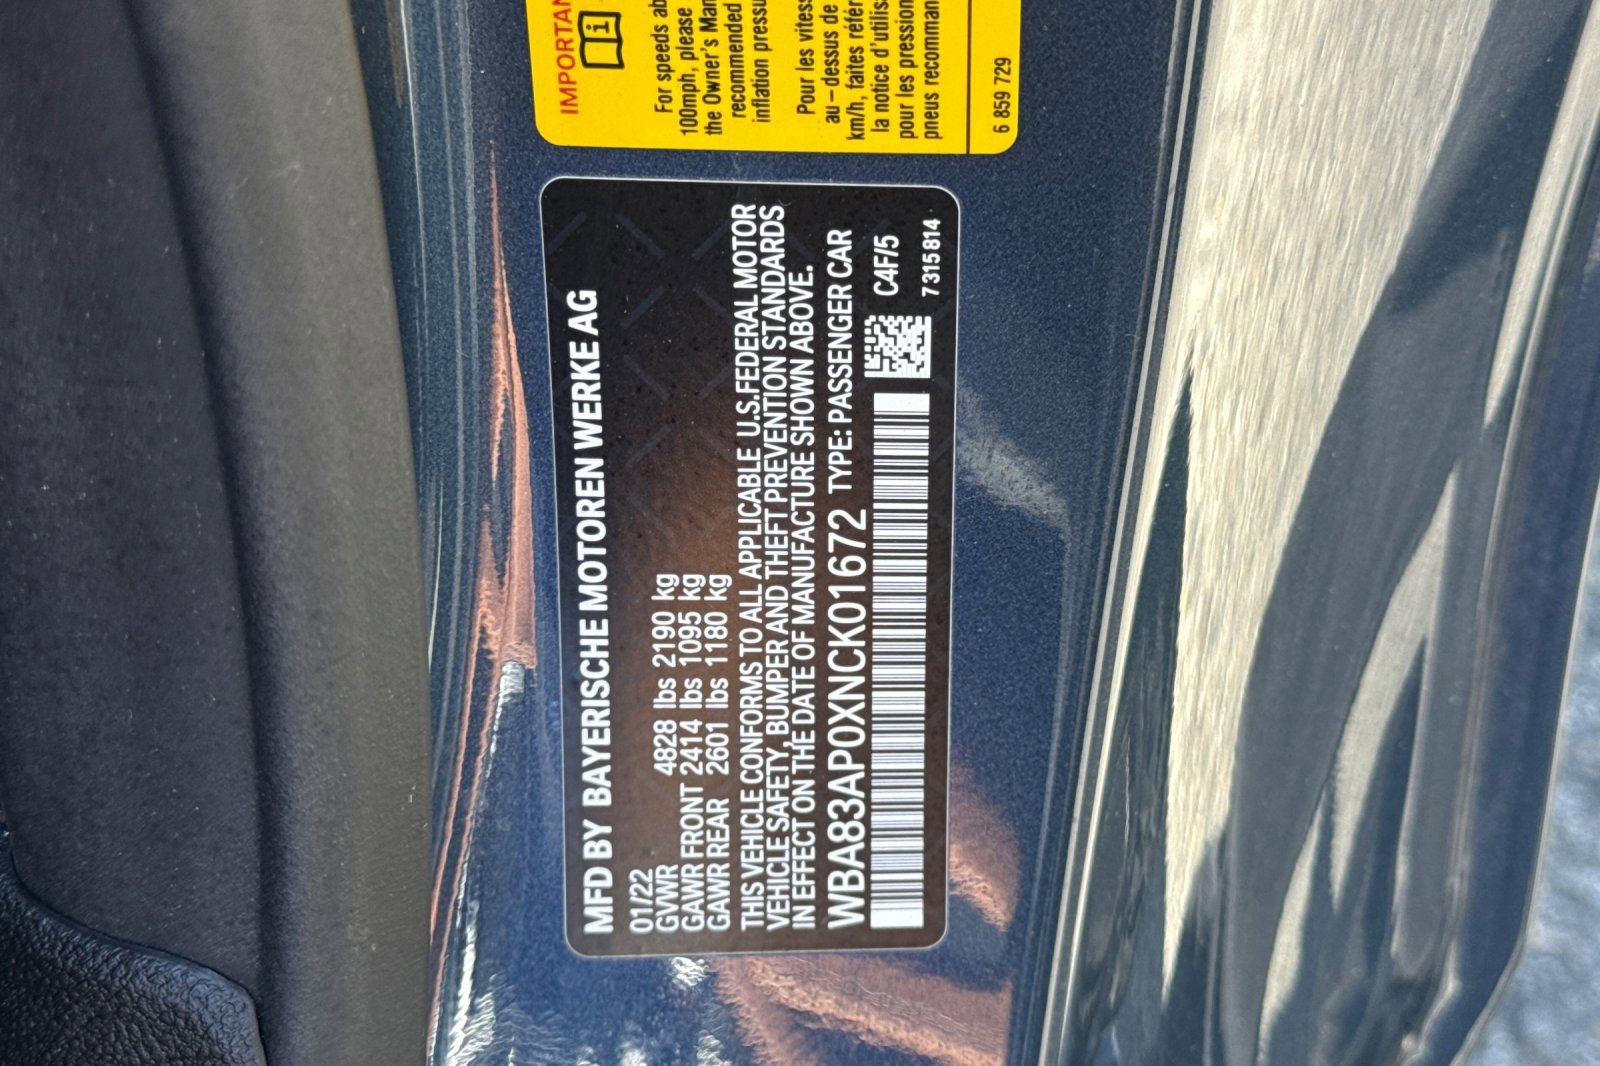 MFD BY BAYERISCHE MOTOREN WERKE AG
01/22
GVWR 4828 lbs 2190 kg
GAWR FRONT 2414 lbs 1095 kg
GAWR REAR 2601 lbs 1180 kg
THIS VEHICLE CONFORMS TO ALL APPLICABLE U.S.FEDERAL MOTOR
VEHICLE SAFETY, BUMPER AND THEFT PREVENTION STANDARDS
IN EFFECT ON THE DATE OF MANUFACTURE SHOWN ABOVE.
WBA83AP0XNCK01672 TYPE: PASSENGER CAR
C4F/5
7315814
IMPORTAN
For speeds ab
100mph, please
the Owner's Man
recommended
inflation pressu
Pour les vitess
au-dessus de
km/h, faites référ
la notice d'utilisa
pour les pression
pneus recomman
6 859 729